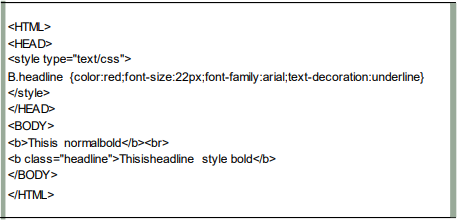 <HTML>
<HEAD>
<style type="text/css">
B.headline {color:red;font-size:22px;font-family:arial;text-decoration:underline}
</style>
</HEAD>
<BODY>
<b>Thisis normalbold</b><br>
<b class="headline">Thisisheadline style bold</b>
</BODY>
</HTML>